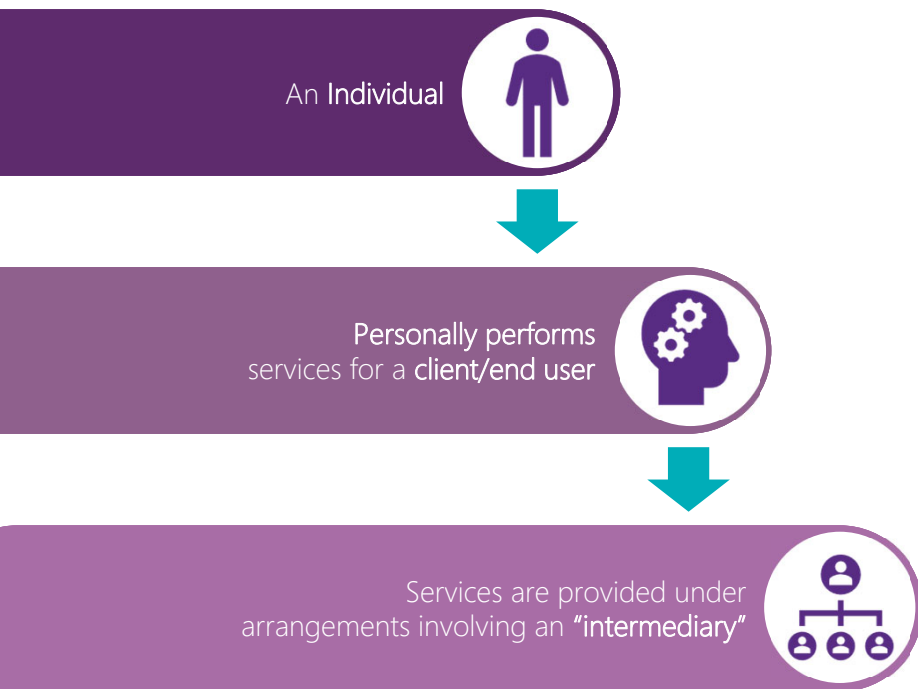 An Individual
Personally performs
services for a client/end user
Services are provided under
arrangements involving an “intermediary”